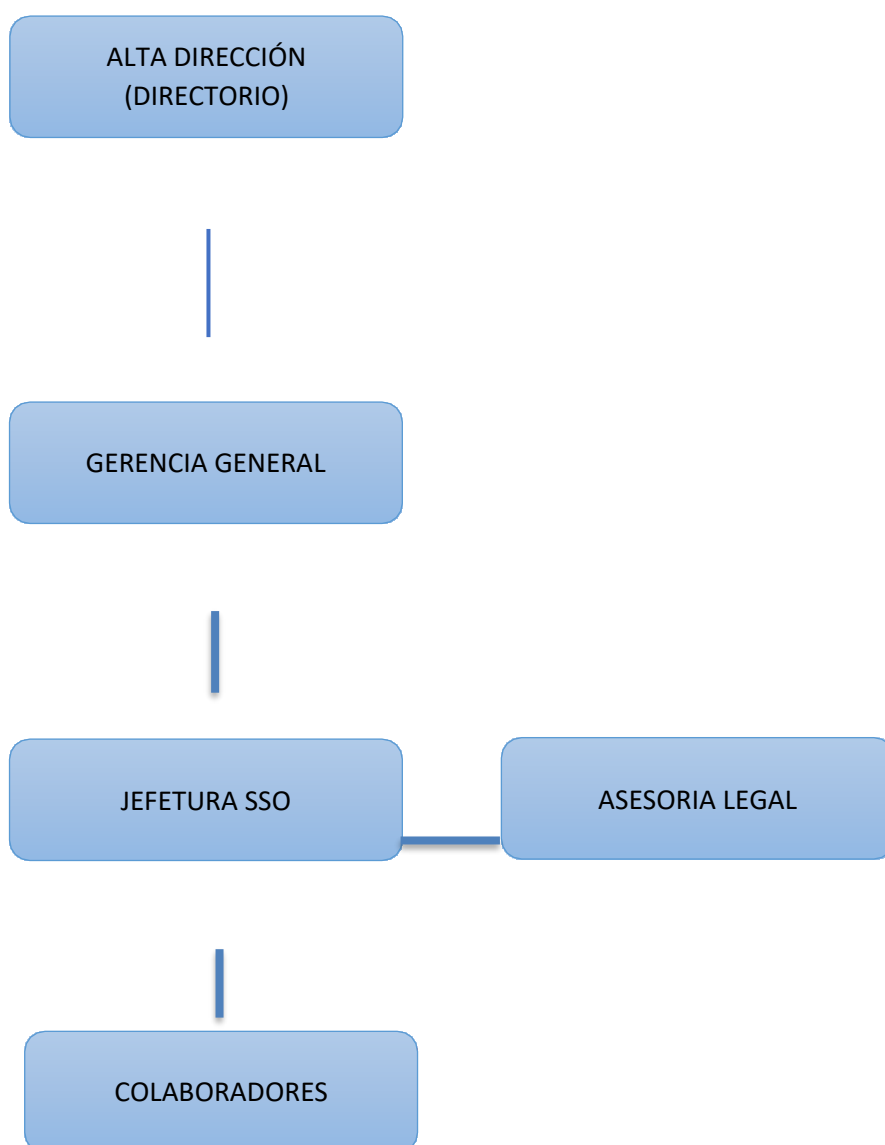 ALTA DIRECCIÓN
(DIRECTORIO)
GERENCIA GENERAL
JEFETURA SSO
ASESORIA LEGAL
COLABORADORES